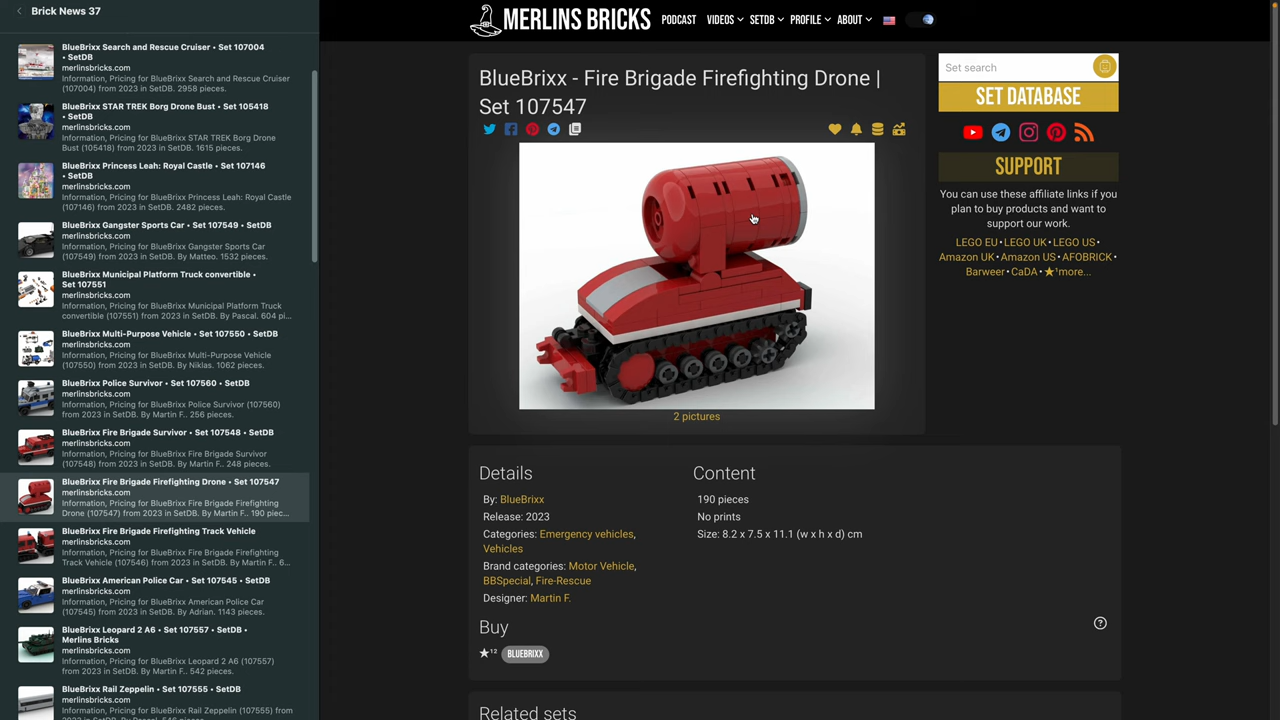 Brick News 37
BlueBrixx Search and Rescue Cruiser • Set 107004
• SetDB
merlinsbricks.com
Information, Pricing for BlueBrixx Search and Rescue Cruiser
(107004) from 2023 in SetDB. 2958 pieces.
BlueBrixx STAR TREK Borg Drone Bust • Set 105418
• SetDB
merlinsbricks.com
Information, Pricing for BlueBrixx STAR TREK Borg Drone
Bust (105418) from 2023 in SetDB. 1615 pieces.
BlueBrixx Princess Leah: Royal Castle • Set 107146
• SetDB
merlinsbricks.com
Information, Pricing for BlueBrixx Princess Leah: Royal Castle
(107146) from 2023 in SetDB. 2482 pieces.
BlueBrixx Gangster Sports Car • Set 107549 • SetDB
merlinsbricks.com
Information, Pricing for BlueBrixx Gangster Sports Car
(107549) from 2023 in SetDB. By Matteo. 1532 pieces.
BlueBrixx Municipal Platform Truck convertible •
Set 107551
merlinsbricks.com
Information, Pricing for BlueBrixx Municipal Platform Truck
convertible (107551) from 2023 in SetDB. By Pascal. 604 pi...
BlueBrixx Multi-Purpose Vehicle • Set 107550 • SetDB
merlinsbricks.com
Information, Pricing for BlueBrixx Multi-Purpose Vehicle
(107550) from 2023 in SetDB. By Niklas. 1062 pieces.
BlueBrixx Police Survivor • Set 107560 • SetDB
merlinsbricks.com
Information, Pricing for BlueBrixx Police Survivor (107560)
from 2023 in SetDB. By Martin F.. 256 pieces.
BlueBrixx Fire Brigade Survivor • Set 107548 • SetDB
merlinsbricks.com
Information, Pricing for BlueBrixx Fire Brigade Survivor
(107548) from 2023 in SetDB. By Martin F.. 248 pieces.
BlueBrixx Fire Brigade Firefighting Drone • Set 107547
merlinsbricks.com
Information, Pricing for BlueBrixx Fire Brigade Firefighting
Drone (107547) from 2023 in SetDB. By Martin F.. 190 piec...
BlueBrixx Fire Brigade Firefighting Track Vehicle
merlinsbricks.com
Information, Pricing for BlueBrixx Fire Brigade Firefighting
Track Vehicle (107546) from 2023 in SetDB. By Martin F.. 6...
BlueBrixx American Police Car • Set 107545 • SetDB
merlinsbricks.com
Information, Pricing for BlueBrixx American Police Car
(107545) from 2023 in SetDB. By Adrian. 1143 pieces.
BlueBrixx Leopard 2 A6 • Set 107557 • SetDB •
Merlins Bricks
merlinsbricks.com
Information, Pricing for BlueBrixx Leopard 2 A6 (107557)
from 2023 in SetDB. By Martin F.. 542 pieces.
BlueBrixx Rail Zeppelin • Set 107555 • SetDB
merlinsbricks.com
Information, Pricing for BlueBrixx Rail Zeppelin (107555) from
MERLINS BRICKS
PODCAST VIDEOS SETDB PROFILE ABOUT
BlueBrixx - Fire Brigade Firefighting Drone |
Set 107547
2 pictures
Details
By: BlueBrixx
Release: 2023
Categories: Emergency vehicles,
Vehicles
Brand categories: Motor Vehicle,
BBSpecial, Fire-Rescue
Designer: Martin F.
Content
190 pieces
No prints
Size: 8.2 x 7.5 x 11.1 (w x h x d) cm
Buy
★¹² BLUEBRIXX
Related sets
Set search
SET DATABASE
SUPPORT
You can use these affiliate links if you
plan to buy products and want to
support our work.
LEGO EU • LEGO UK • LEGO US •
Amazon UK • Amazon US • AFOBRICK •
Barweer • CaDA • ★¹more...